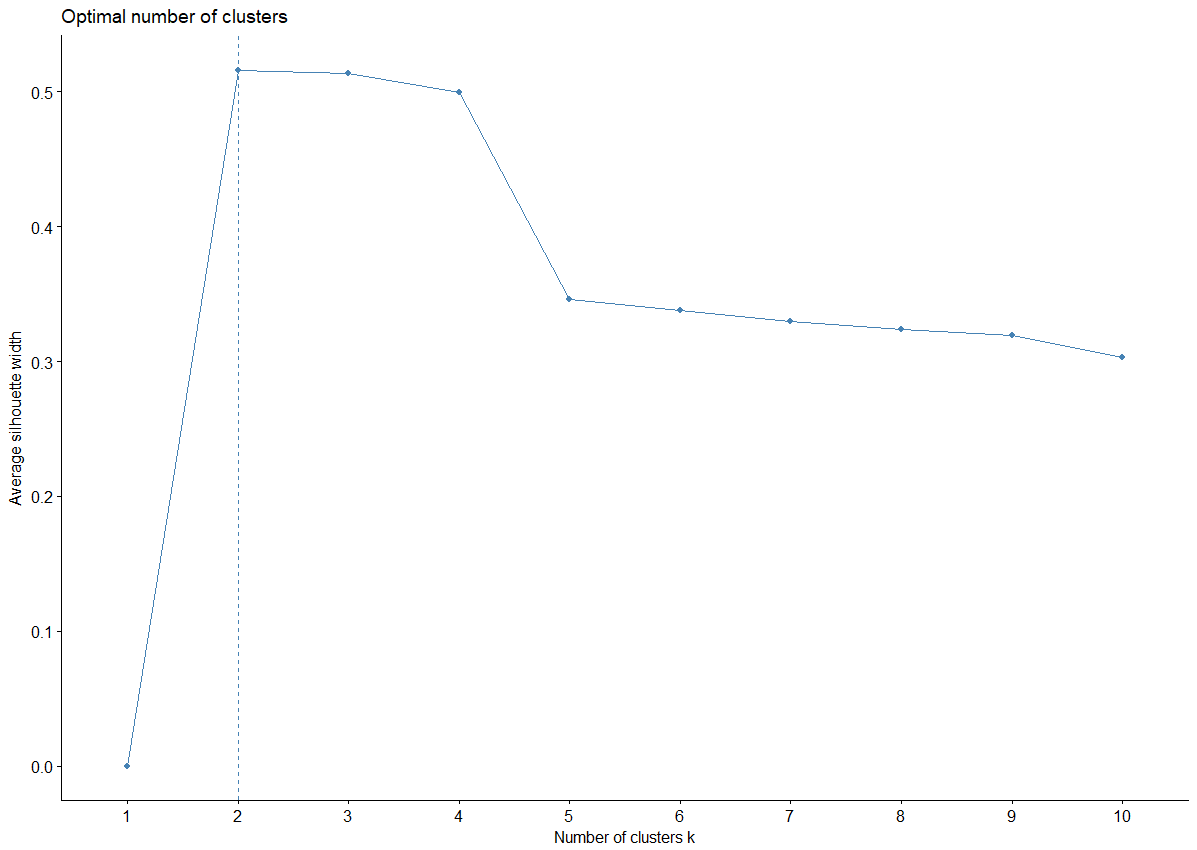 Optimal number of clusters
Average silhouette width
0.5
0.4
0.3
0.2
0.1
0.0
1 2 3 4 5 6 7 8 9 10
Number of clusters k